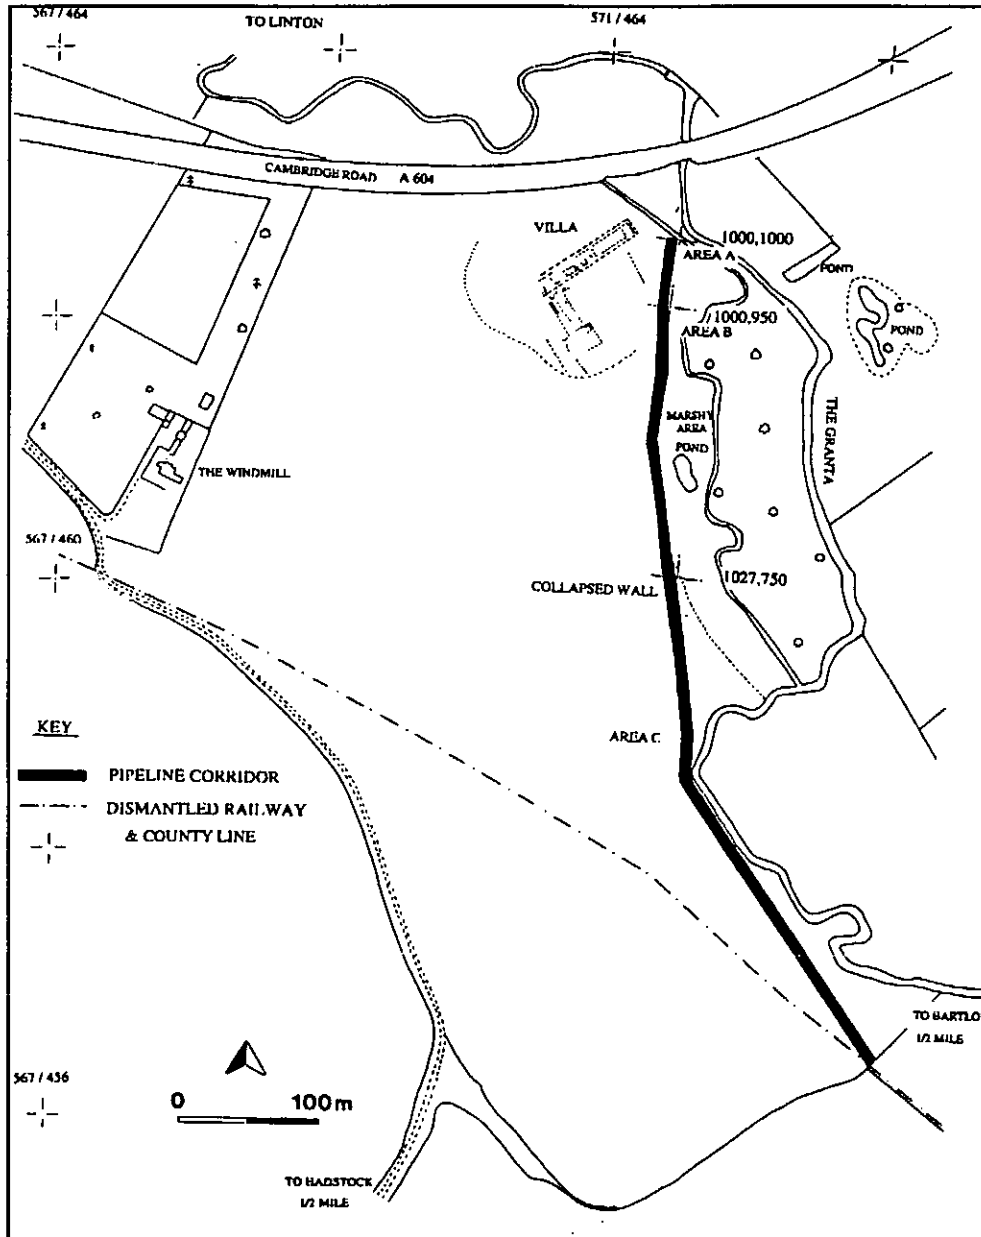 567 / 464
TO LINTON
571 / 464
CAMBRIDGE ROAD A 604
VILLA
1000,1000
AREA A
POND
1000,950
AREA B
POND
MARSHY
AREA
POND
THE GRANTA
THE WINDMILL
567 / 460
COLLAPSED WALL
1027,750
KEY
AREA C
PIPELINE CORRIDOR
DISMANTLED RAILWAY
& COUNTY LINE
TO BARTLO
1/2 MILE
567 / 456
0 100m
TO HADSTOCK
1/2 MILE